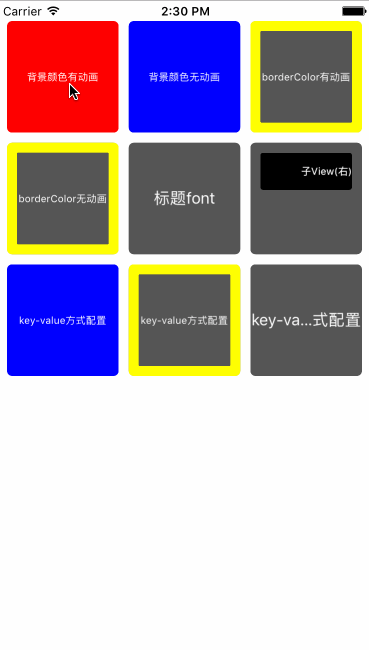 Carrier 2:30 PM
背景颜色有动画 背景颜色无动画 borderColor有动画
borderColor无动画 标题font 子View(右)
key-value方式配置 key-value方式配置 key-va...式配置